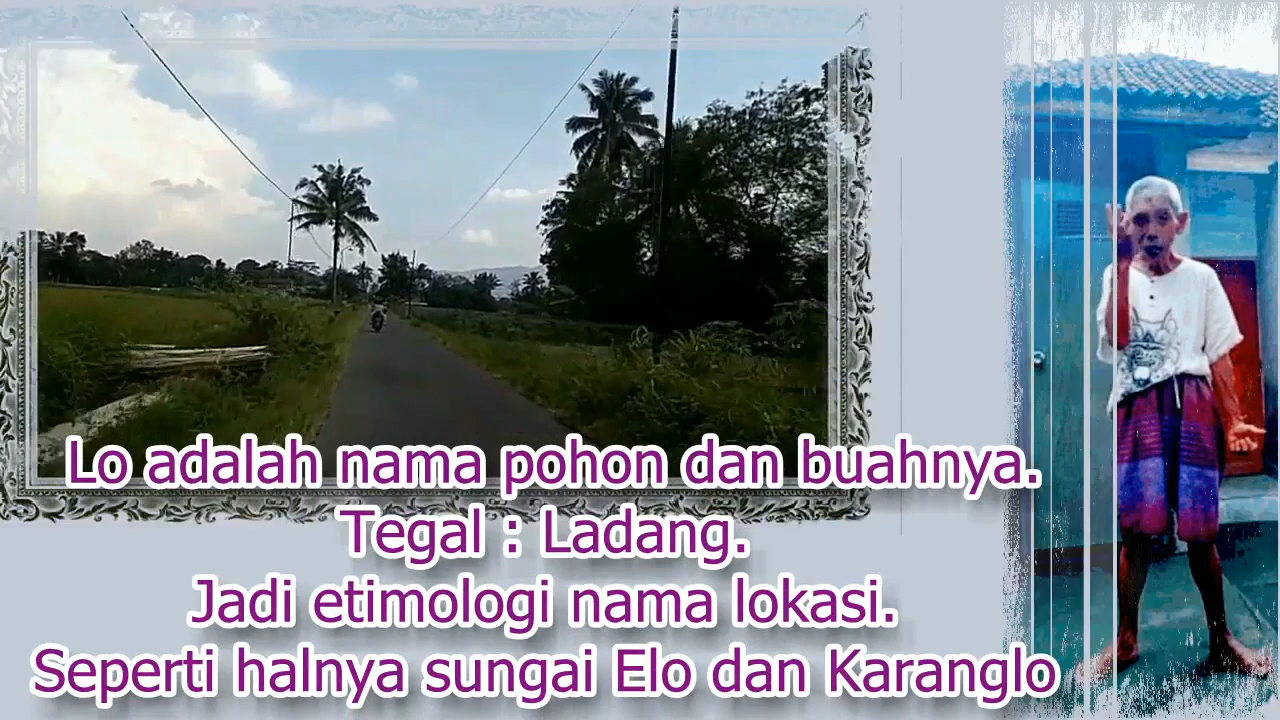 Lo adalah nama pohon dan buahnya.
Tegal : Ladang.
Jadi etimologi nama lokasi.
Seperti halnya sungai Elo dan Karanglo